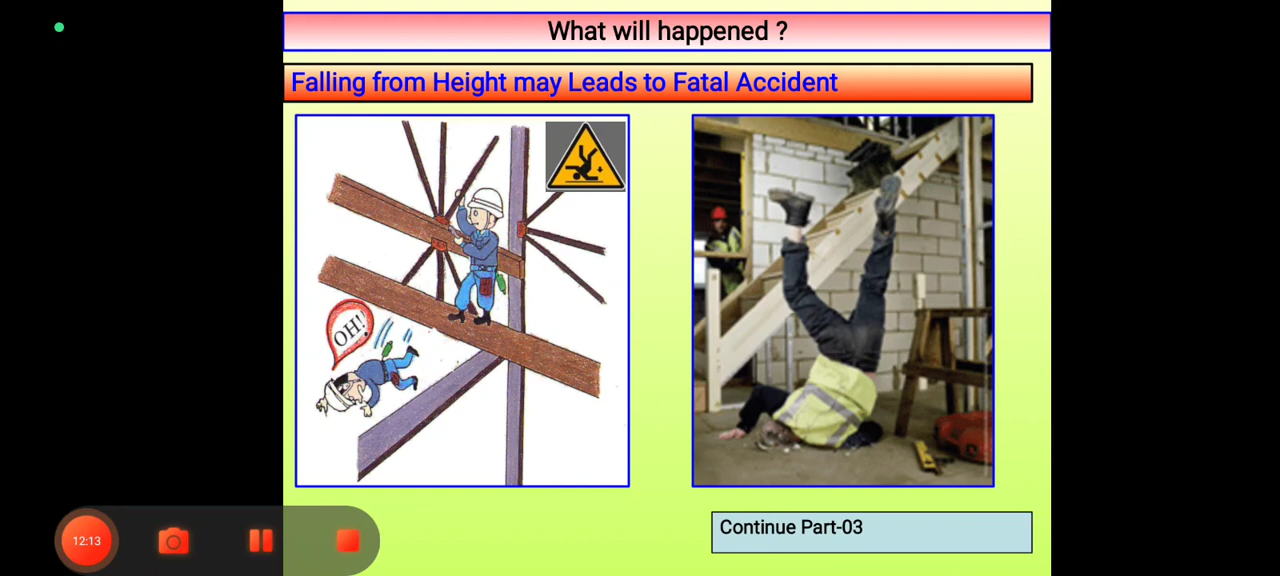 What will happened ?
Falling from Height may Leads to Fatal Accident
OH!
Continue Part-03
12:13